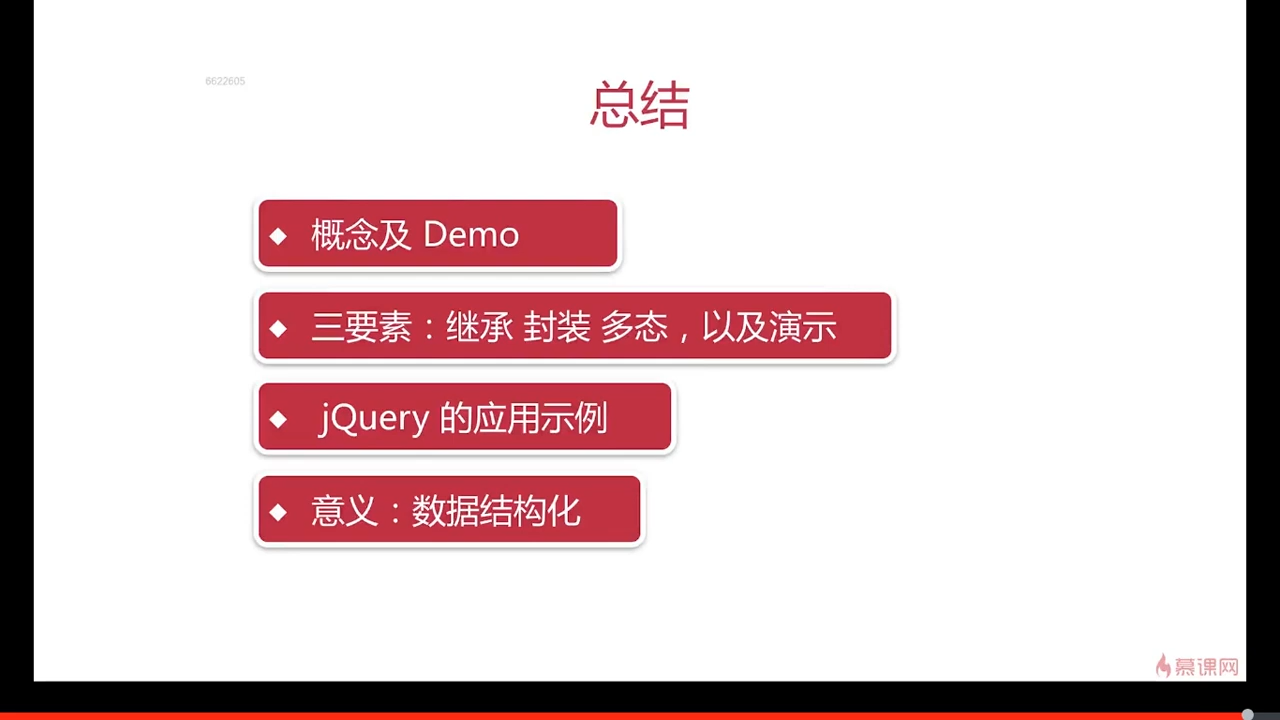 6622605
总结
概念及 Demo
三要素：继承 封装 多态，以及演示
jQuery 的应用示例
意义：数据结构化
慕课网